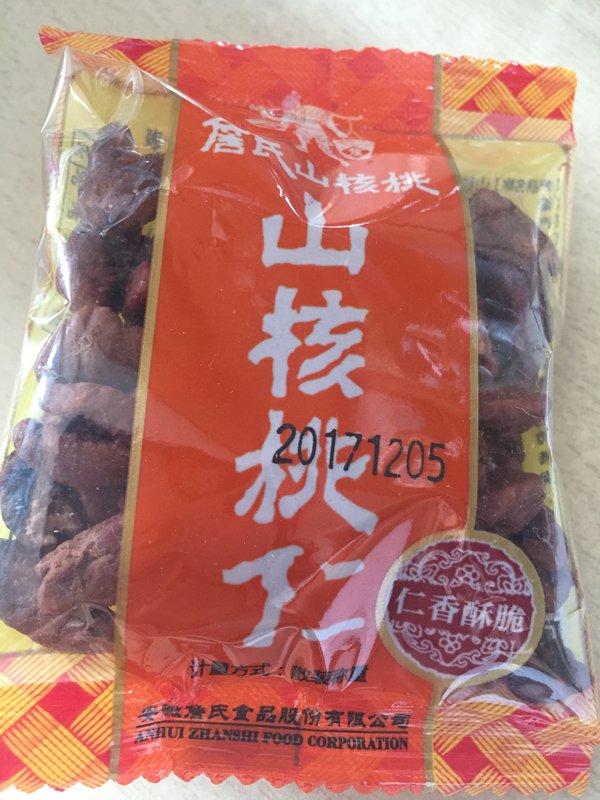 詹氏山核桃
山核桃仁
20171205
仁香酥脆
计量方式：散装称重
安徽詹氏食品股份有限公司
ANHUI ZHANSHI FOOD CORPORATION